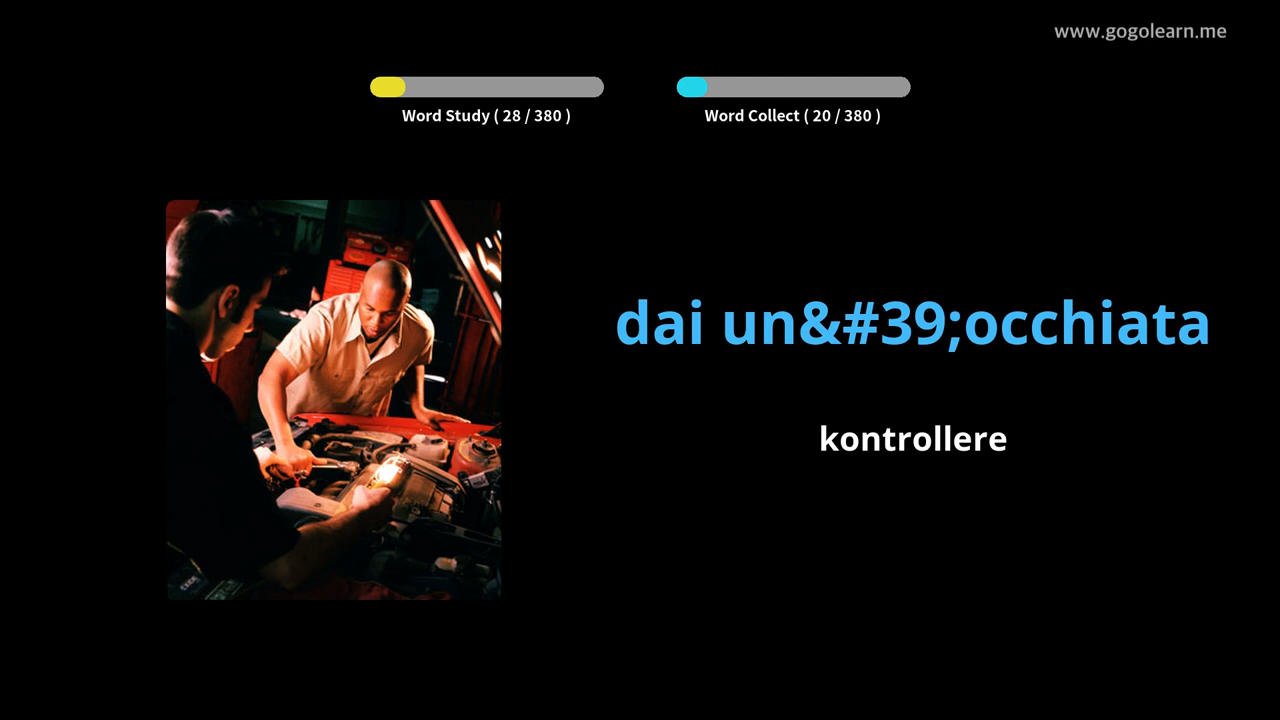 www.gogolearn.me
Word Study ( 28 / 380 )
Word Collect ( 20 / 380 )
dai un&#39;occhiata
kontrollere